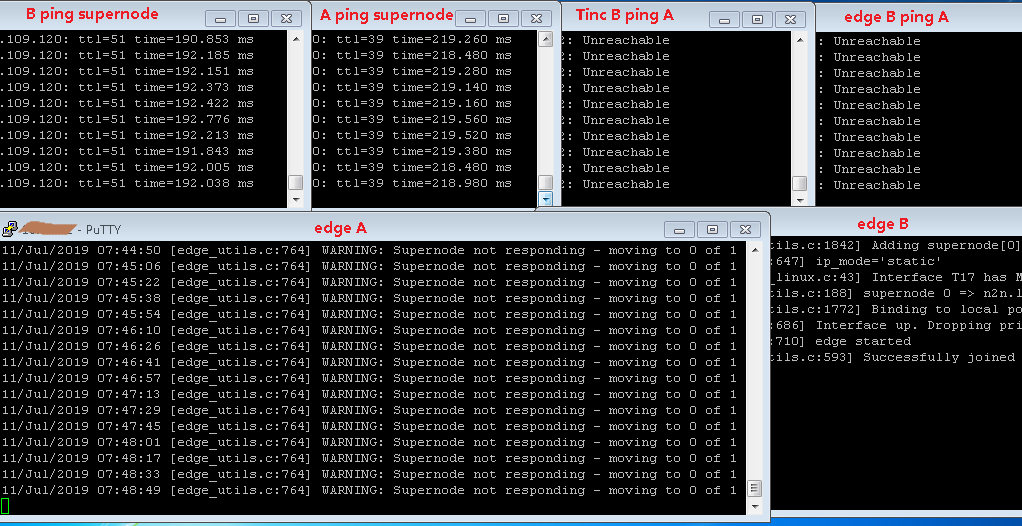 B ping supernode
.109.120: ttl=51 time=190.853 ms
.109.120: ttl=51 time=192.185 ms
.109.120: ttl=51 time=192.151 ms
.109.120: ttl=51 time=192.373 ms
.109.120: ttl=51 time=192.422 ms
.109.120: ttl=51 time=192.776 ms
.109.120: ttl=51 time=192.213 ms
.109.120: ttl=51 time=191.843 ms
.109.120: ttl=51 time=192.005 ms
.109.120: ttl=51 time=192.038 ms
A ping supernode
0: ttl=39 time=219.260 ms
0: ttl=39 time=218.480 ms
0: ttl=39 time=219.280 ms
0: ttl=39 time=219.140 ms
0: ttl=39 time=219.160 ms
0: ttl=39 time=219.560 ms
0: ttl=39 time=219.520 ms
0: ttl=39 time=219.380 ms
0: ttl=39 time=218.480 ms
0: ttl=39 time=218.980 ms
Tinc B ping A
2: Unreachable
2: Unreachable
2: Unreachable
2: Unreachable
2: Unreachable
2: Unreachable
2: Unreachable
2: Unreachable
2: Unreachable
2: Unreachable
edge B ping A
: Unreachable
: Unreachable
: Unreachable
: Unreachable
: Unreachable
: Unreachable
: Unreachable
: Unreachable
: Unreachable
: Unreachable
- PuTTY
edge A
11/Jul/2019 07:44:50 [edge_utils.c:764] WARNING: Supernode not responding - moving to 0 of 1
11/Jul/2019 07:45:06 [edge_utils.c:764] WARNING: Supernode not responding - moving to 0 of 1
11/Jul/2019 07:45:22 [edge_utils.c:764] WARNING: Supernode not responding - moving to 0 of 1
11/Jul/2019 07:45:38 [edge_utils.c:764] WARNING: Supernode not responding - moving to 0 of 1
11/Jul/2019 07:45:54 [edge_utils.c:764] WARNING: Supernode not responding - moving to 0 of 1
11/Jul/2019 07:46:10 [edge_utils.c:764] WARNING: Supernode not responding - moving to 0 of 1
11/Jul/2019 07:46:26 [edge_utils.c:764] WARNING: Supernode not responding - moving to 0 of 1
11/Jul/2019 07:46:41 [edge_utils.c:764] WARNING: Supernode not responding - moving to 0 of 1
11/Jul/2019 07:46:57 [edge_utils.c:764] WARNING: Supernode not responding - moving to 0 of 1
11/Jul/2019 07:47:13 [edge_utils.c:764] WARNING: Supernode not responding - moving to 0 of 1
11/Jul/2019 07:47:29 [edge_utils.c:764] WARNING: Supernode not responding - moving to 0 of 1
11/Jul/2019 07:47:45 [edge_utils.c:764] WARNING: Supernode not responding - moving to 0 of 1
11/Jul/2019 07:48:01 [edge_utils.c:764] WARNING: Supernode not responding - moving to 0 of 1
11/Jul/2019 07:48:17 [edge_utils.c:764] WARNING: Supernode not responding - moving to 0 of 1
11/Jul/2019 07:48:33 [edge_utils.c:764] WARNING: Supernode not responding - moving to 0 of 1
11/Jul/2019 07:48:49 [edge_utils.c:764] WARNING: Supernode not responding - moving to 0 of 1
edge B
tils.c:1842] Adding supernode[0]
:647] ip_mode='static'
_linux.c:43] Interface T17 has M
tils.c:188] supernode 0 => n2n.l
tils.c:1772] Binding to local po
:686] Interface up. Dropping pri
:710] edge started
tils.c:593] Successfully joined